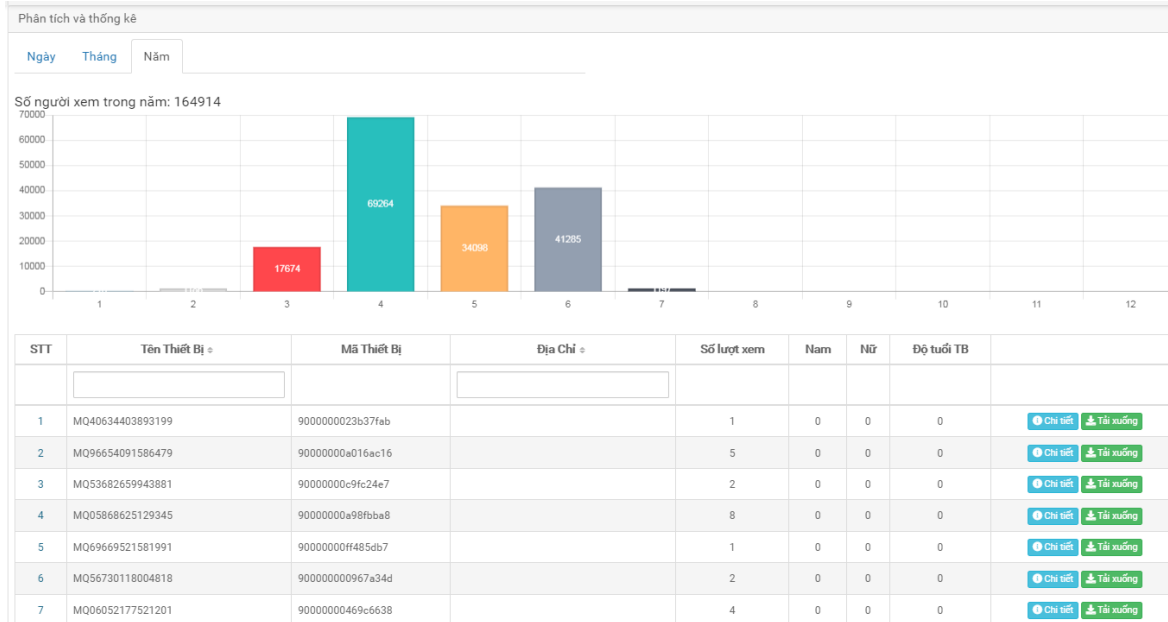 Phân tích và thống kê
Ngày Tháng Năm
Số người xem trong năm: 164914
70000
60000
50000
40000
30000
20000
10000
0
17674
69264
34098
41285
1 2 3 4 5 6 7 8 9 10 11 12
STT Tên Thiết Bị Mã Thiết Bị Địa Chỉ Số lượt xem Nam Nữ Độ tuổi TB
1 MQ40634403893199 9000000023b37fab 1 0 0 0 Chi tiết Tải xuống
2 MQ96654091586479 90000000a016ac16 5 0 0 0 Chi tiết Tải xuống
3 MQ53682659943881 90000000c9fc24e7 2 0 0 0 Chi tiết Tải xuống
4 MQ05868625129345 90000000a98fbba8 8 0 0 0 Chi tiết Tải xuống
5 MQ69669521581991 90000000ff485db7 1 0 0 0 Chi tiết Tải xuống
6 MQ56730118004818 900000000967a34d 2 0 0 0 Chi tiết Tải xuống
7 MQ06052177521201 90000000469c6638 4 0 0 0 Chi tiết Tải xuống